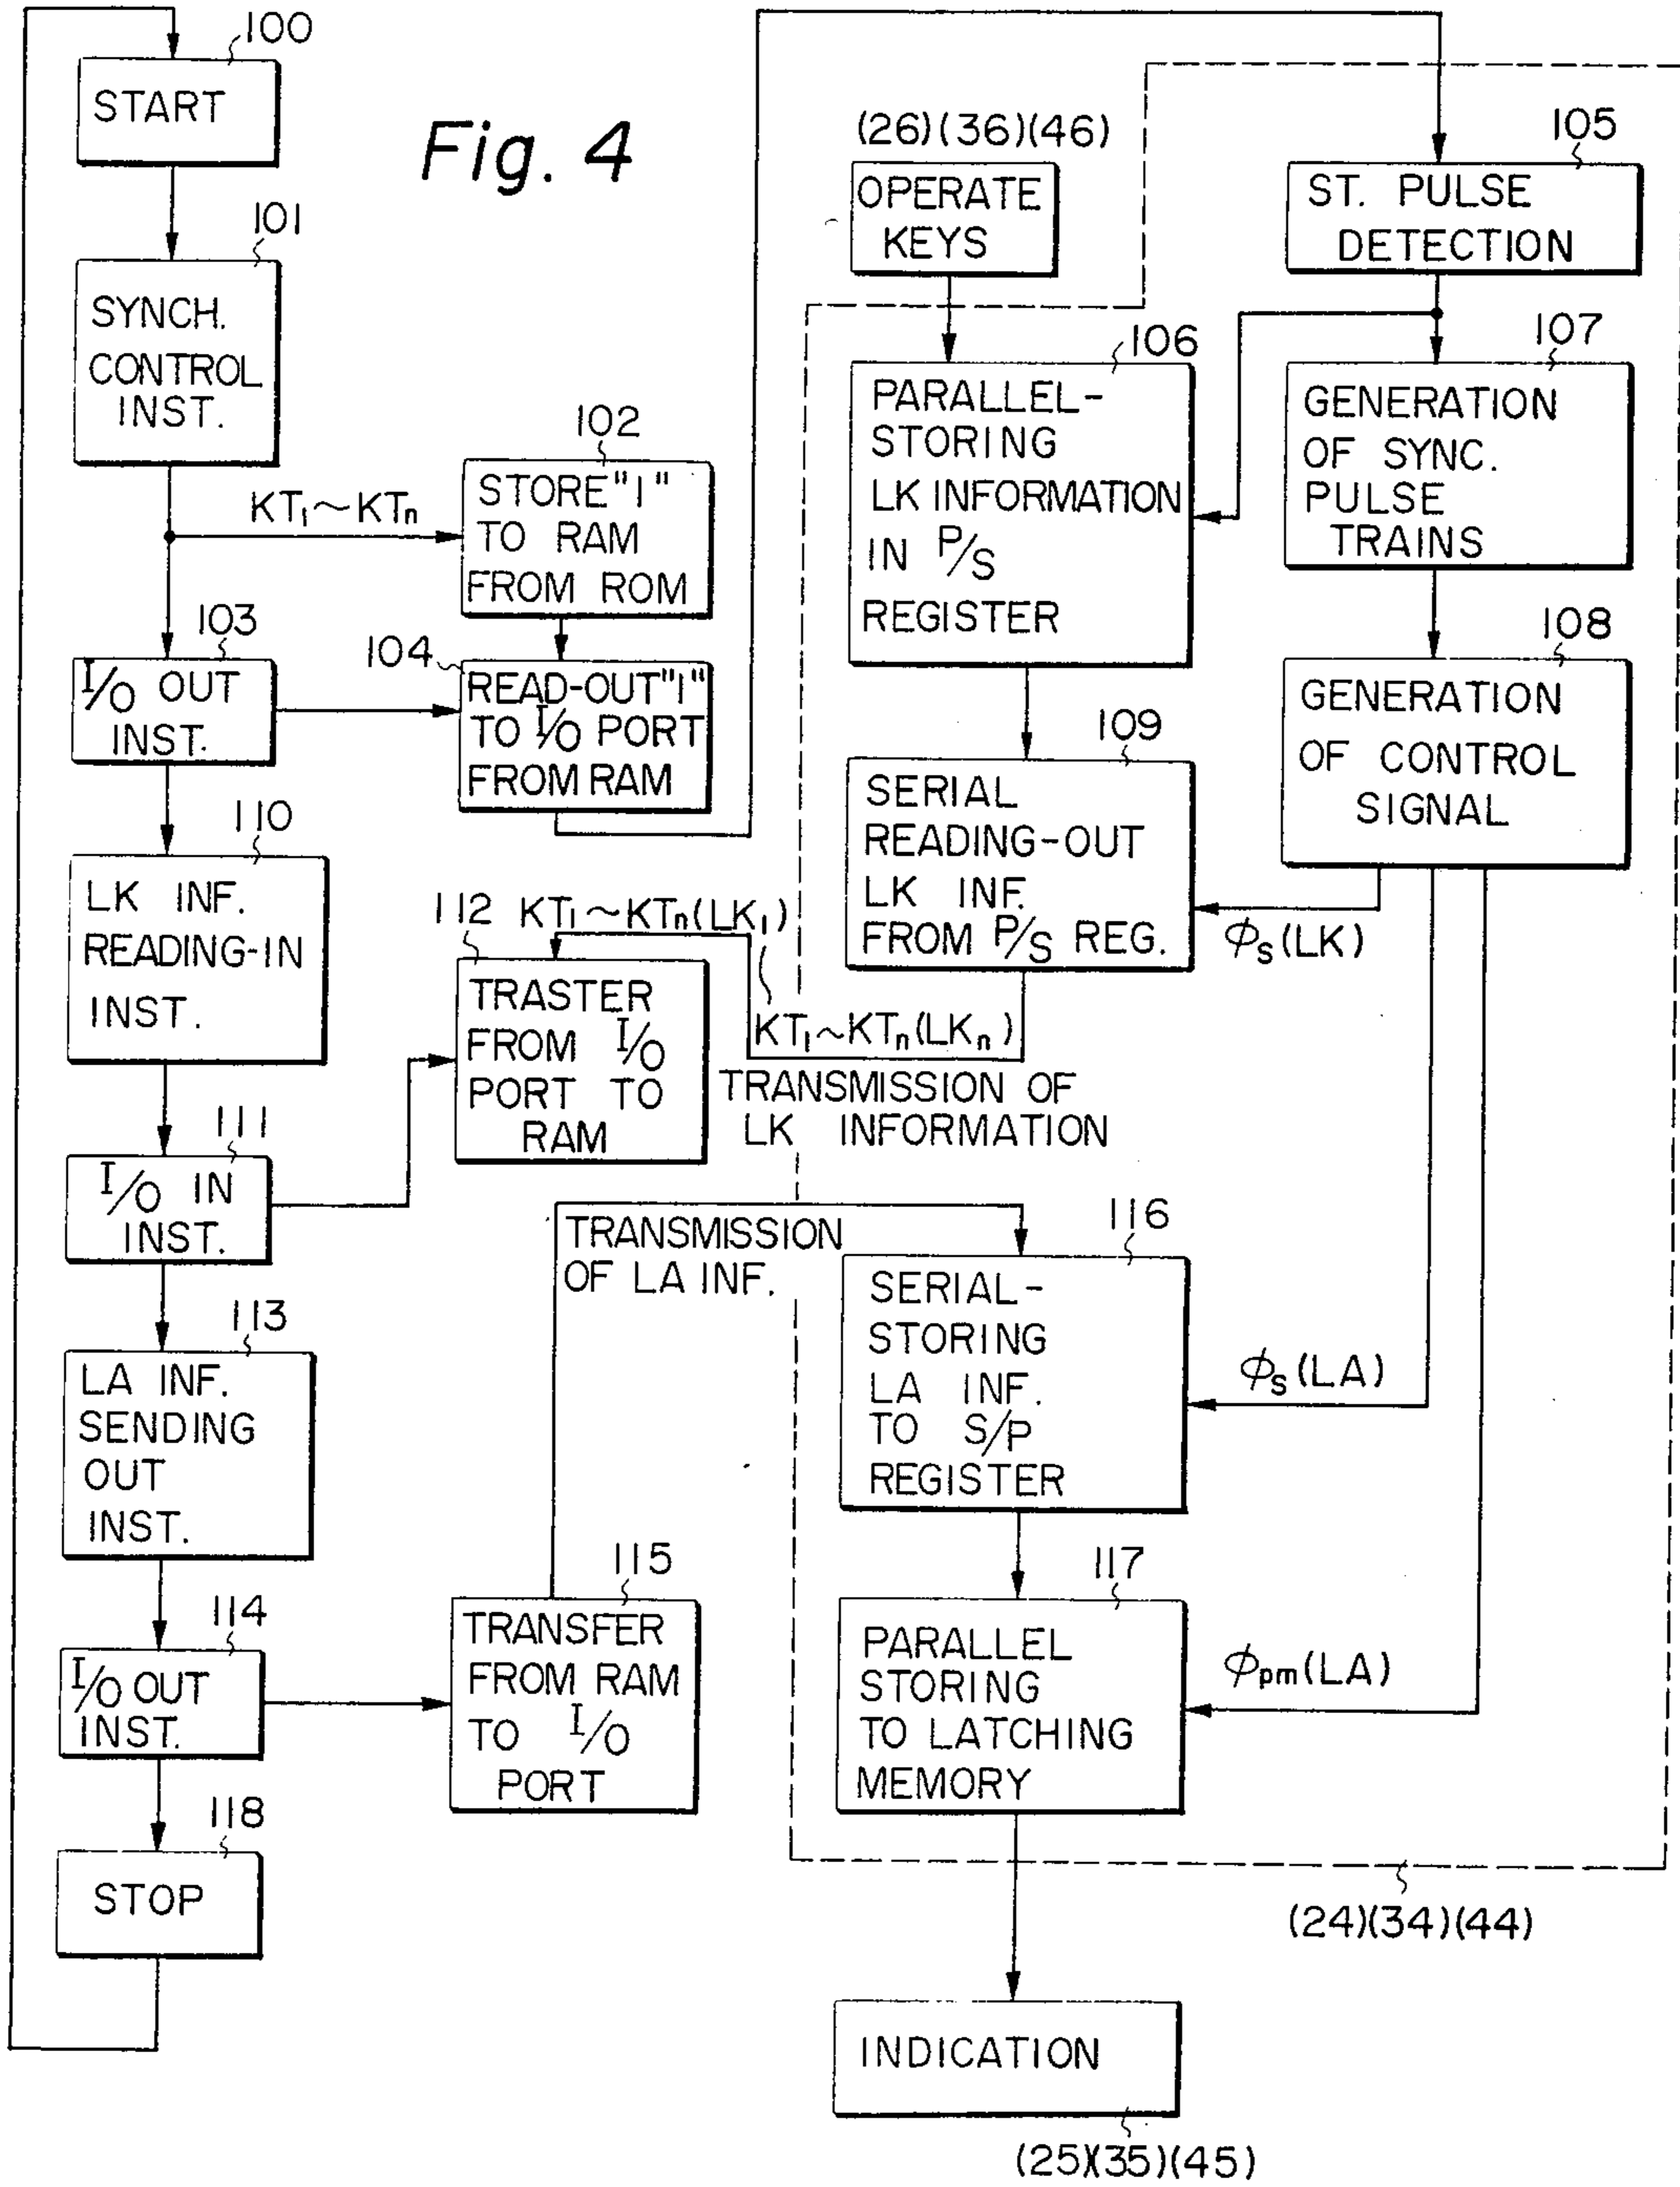 Fig. 4
100
START
101
SYNCH.
CONTROL
INST.
KT₁~KTn
102
STORE"1"
TO RAM
FROM ROM
103
I/O OUT
INST.
104
READ-OUT"1"
TO I/O PORT
FROM RAM
(26)(36)(46)
OPERATE
KEYS
105
ST. PULSE
DETECTION
106
PARALLEL-
STORING
LK INFORMATION
IN P/S
REGISTER
107
GENERATION
OF SYNC.
PULSE
TRAINS
108
GENERATION
OF CONTROL
SIGNAL
109
SERIAL
READING-OUT
LK INF.
FROM P/S REG.
ϕs(LK)
110
LK INF.
READING-IN
INST.
111
I/O IN
INST.
112
KT₁~KTn(LK₁)
TRASTER
FROM I/O
PORT TO
RAM
KT₁~KTn(LKn)
TRANSMISSION OF
LK INFORMATION
113
LA INF.
SENDING
OUT
INST.
114
I/O OUT
INST.
115
TRANSFER
FROM RAM
TO I/O
PORT
TRANSMISSION
OF LA INF.
116
SERIAL-
STORING
LA INF.
TO S/P
REGISTER
ϕs(LA)
117
PARALLEL
STORING
TO LATCHING
MEMORY
ϕpm(LA)
118
STOP
(24)(34)(44)
INDICATION
(25)(35)(45)